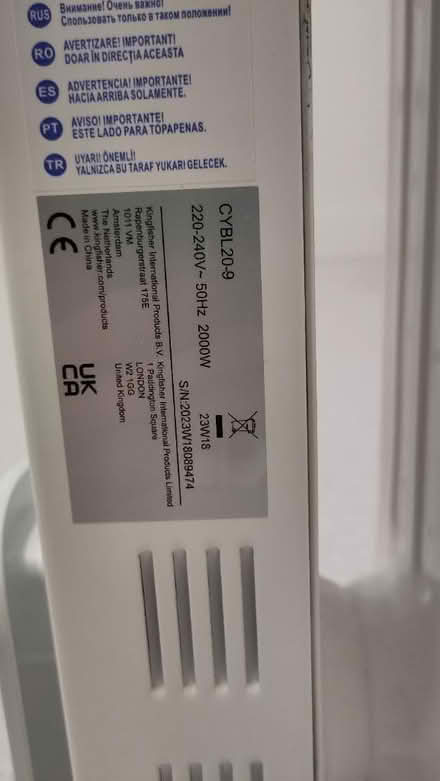 RUS
Внимание! Очень важно!
Спользовать только в таком положении!
RO
AVERTIZARE! IMPORTANT!
DOAR ÎN DIRECȚIA ACEASTA
ES
ADVERTENCIA! IMPORTANTE!
HACIA ARRIBA SOLAMENTE.
PT
AVISO! IMPORTANTE!
ESTE LADO PARA TOPAPENAS.
TR
UYARI! ÖNEMLİ!
YALNIZCA BU TARAF YUKARI GELECEK.
CYBL20-9
220-240V~ 50Hz 2000W
23W18
S/N:2023W18089474
Kingfisher International Products B.V.
Rapenburgerstraat 175E
1011 VM
Amsterdam
The Netherlands
www.kingfisher.com/products
Made in China
Kingfisher International Products Limited
1 Paddington Square
LONDON
W2 1GG
United Kingdom
CE
UK
CA